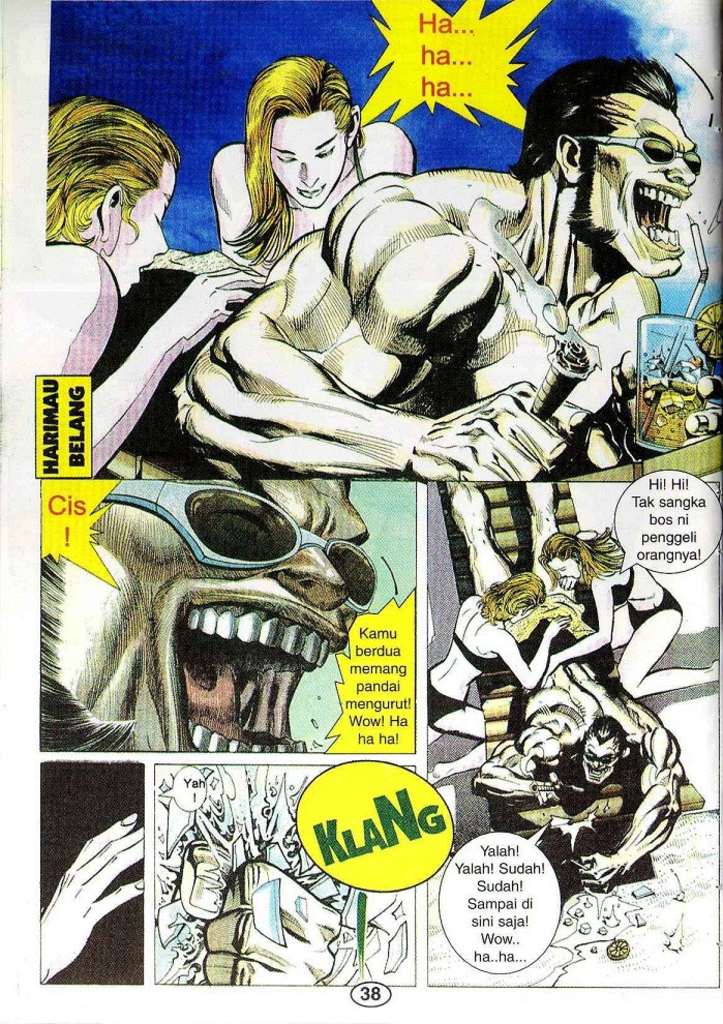 Ha...
ha...
ha...
HARIMAU
BELANG
Cis
!
Kamu
berdua
memang
pandai
mengurut!
Wow! Ha
ha ha!
Hi! Hi!
Tak sangka
bos ni
penggeli
orangnya!
Yah
!
KLANG
Yalah!
Yalah! Sudah!
Sudah!
Sampai di
sini saja!
Wow..
ha..ha...
38